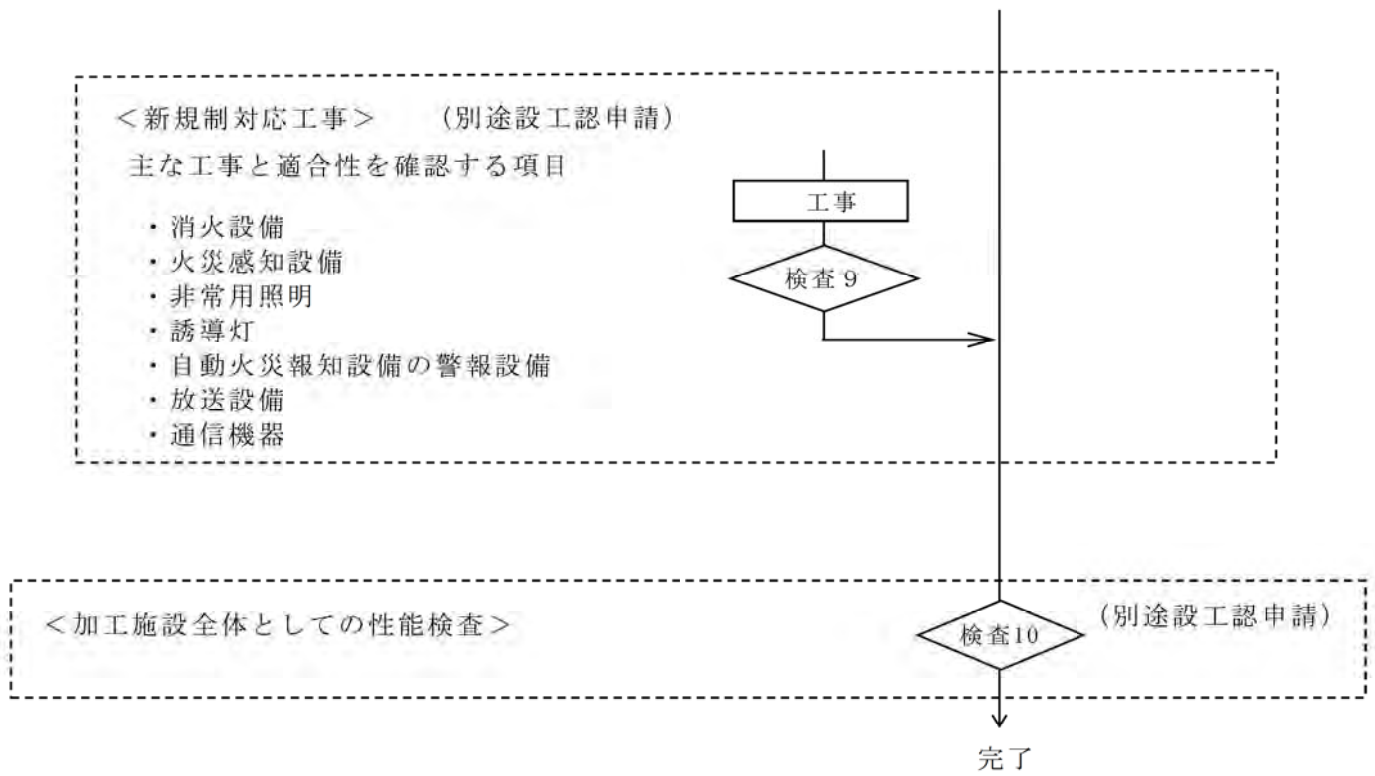 ＜新規制対応工事＞　（別途設工認申請）
主な工事と適合性を確認する項目
・消火設備
・火災感知設備
・非常用照明
・誘導灯
・自動火災報知設備の警報設備
・放送設備
・通信機器
工事
検査９
＜加工施設全体としての性能検査＞
検査10
（別途設工認申請）
完了